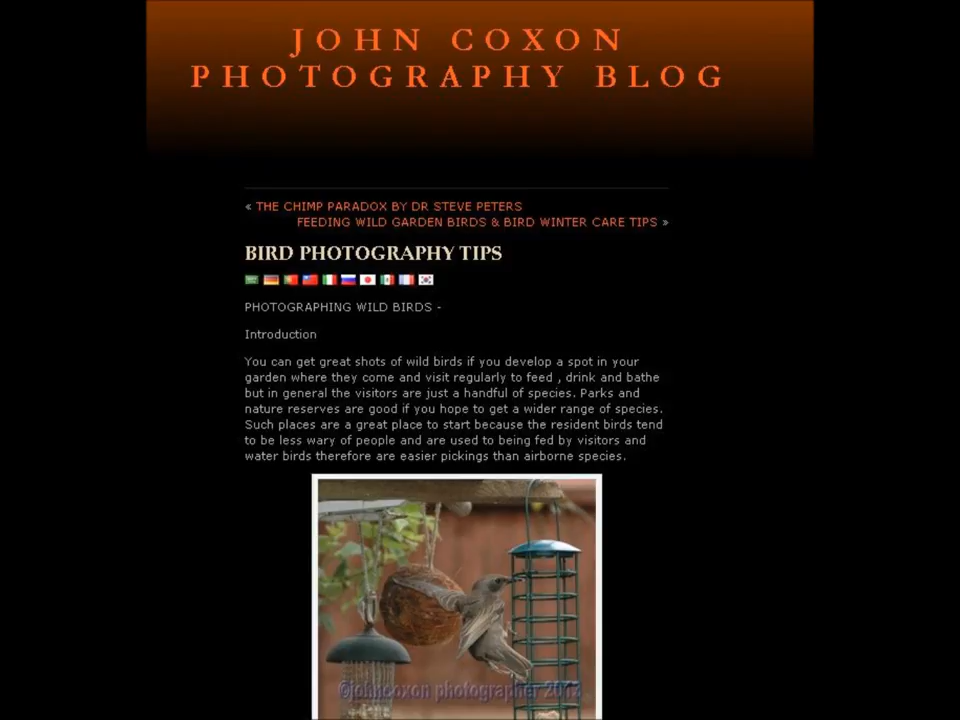 JOHN COXON
PHOTOGRAPHY BLOG
« THE CHIMP PARADOX BY DR STEVE PETERS
FEEDING WILD GARDEN BIRDS & BIRD WINTER CARE TIPS »
BIRD PHOTOGRAPHY TIPS
PHOTOGRAPHING WILD BIRDS -
Introduction
You can get great shots of wild birds if you develop a spot in your
garden where they come and visit regularly to feed , drink and bathe
but in general the visitors are just a handful of species. Parks and
nature reserves are good if you hope to get a wider range of species.
Such places are a great place to start because the resident birds tend
to be less wary of people and are used to being fed by visitors and
water birds therefore are easier pickings than airborne species.
©johncoxon photographer